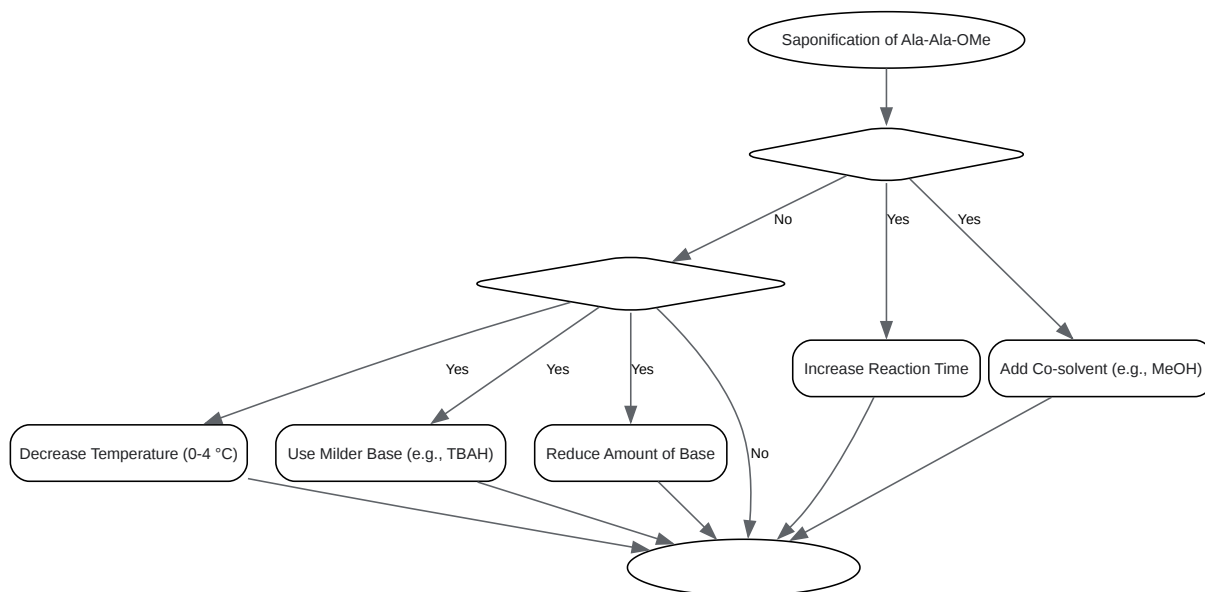 Saponification of Ala-Ala-OMe
No
Yes
Yes
Increase Reaction Time
Add Co-solvent (e.g., MeOH)
Yes
Yes
Yes
Decrease Temperature (0-4 °C)
Use Milder Base (e.g., TBAH)
Reduce Amount of Base
No